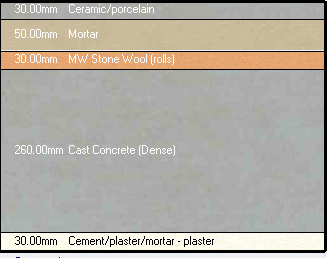 30.00mm Ceramic/porcelain
50.00mm Mortar
30.00mm MW Stone Wool (rolls)
260.00mm Cast Concrete (Dense)
30.00mm Cement/plaster/mortar - plaster